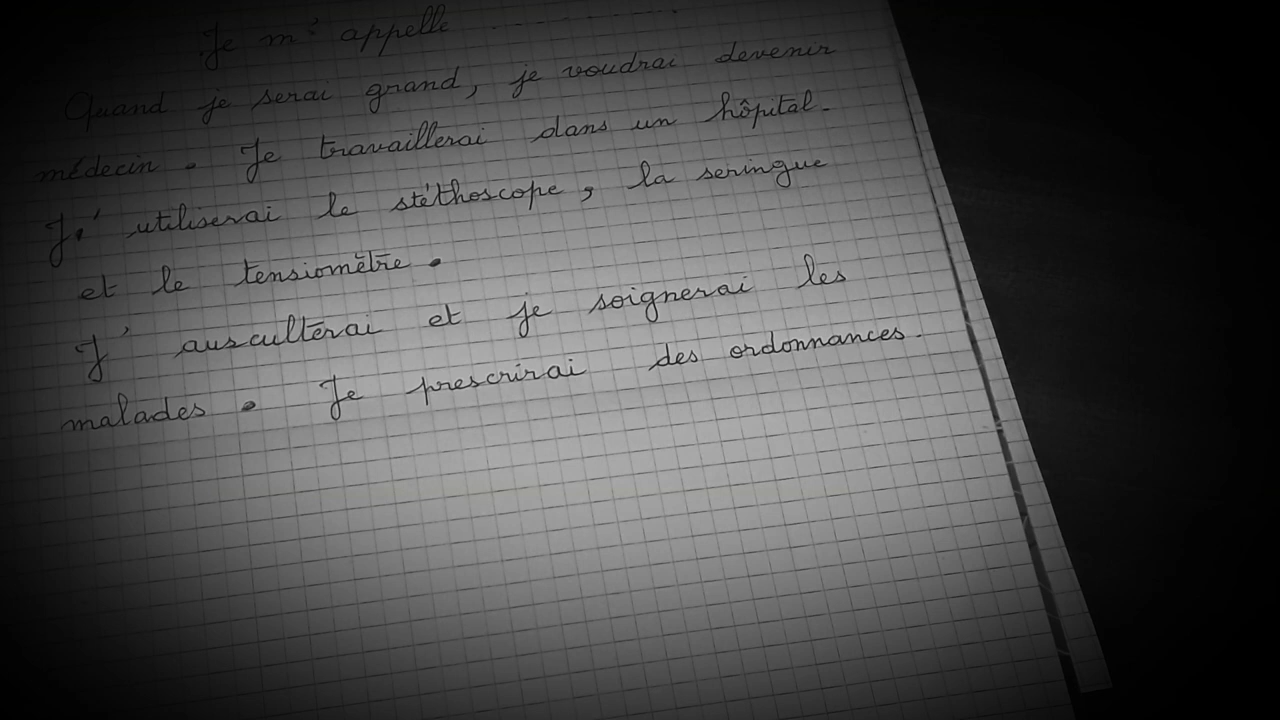 Je m' appelle ..............
Quand je serai grand, je voudrai devenir
médecin. Je travaillerai dans un hôpital.
J' utiliserai le stéthoscope, la seringue
et le tensiomètre.
J' ausculterai et je soignerai les
malades. Je prescrirai des ordonnances.